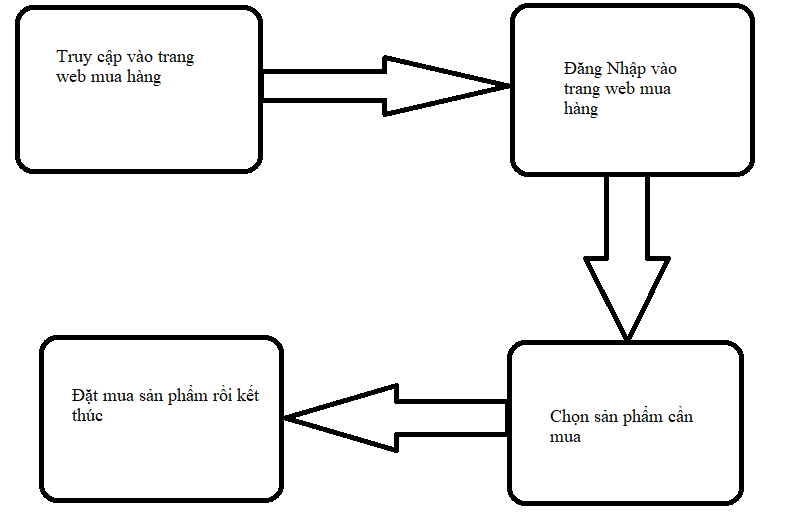 Truy cập vào trang
web mua hàng
Đăng Nhập vào
trang web mua
hàng
Chọn sản phẩm cần
mua
Đặt mua sản phẩm rồi kết
thúc